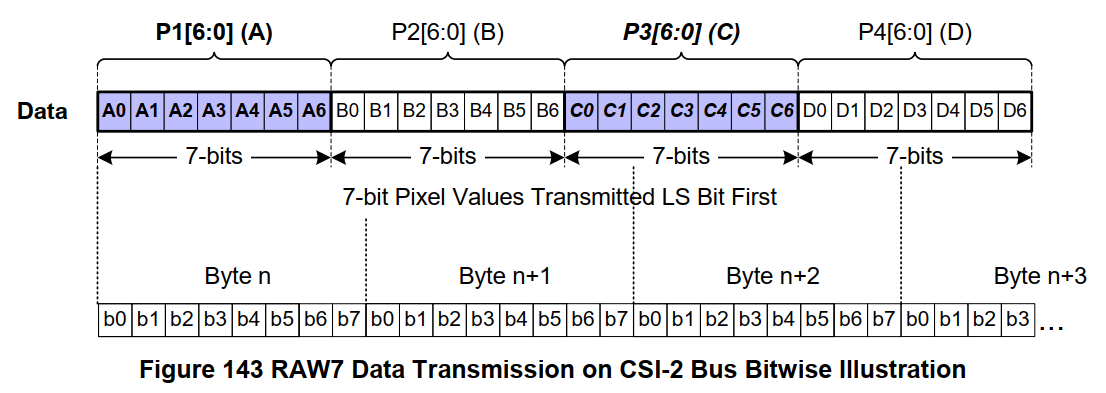 P1[6:0] (A) P2[6:0] (B) P3[6:0] (C) P4[6:0] (D)
Data A0 A1 A2 A3 A4 A5 A6 B0 B1 B2 B3 B4 B5 B6 C0 C1 C2 C3 C4 C5 C6 D0 D1 D2 D3 D4 D5 D6
7-bits 7-bits 7-bits 7-bits
7-bit Pixel Values Transmitted LS Bit First
Byte n Byte n+1 Byte n+2 Byte n+3
b0 b1 b2 b3 b4 b5 b6 b7 b0 b1 b2 b3 b4 b5 b6 b7 b0 b1 b2 b3 b4 b5 b6 b7 b0 b1 b2 b3 ...
Figure 143 RAW7 Data Transmission on CSI-2 Bus Bitwise Illustration